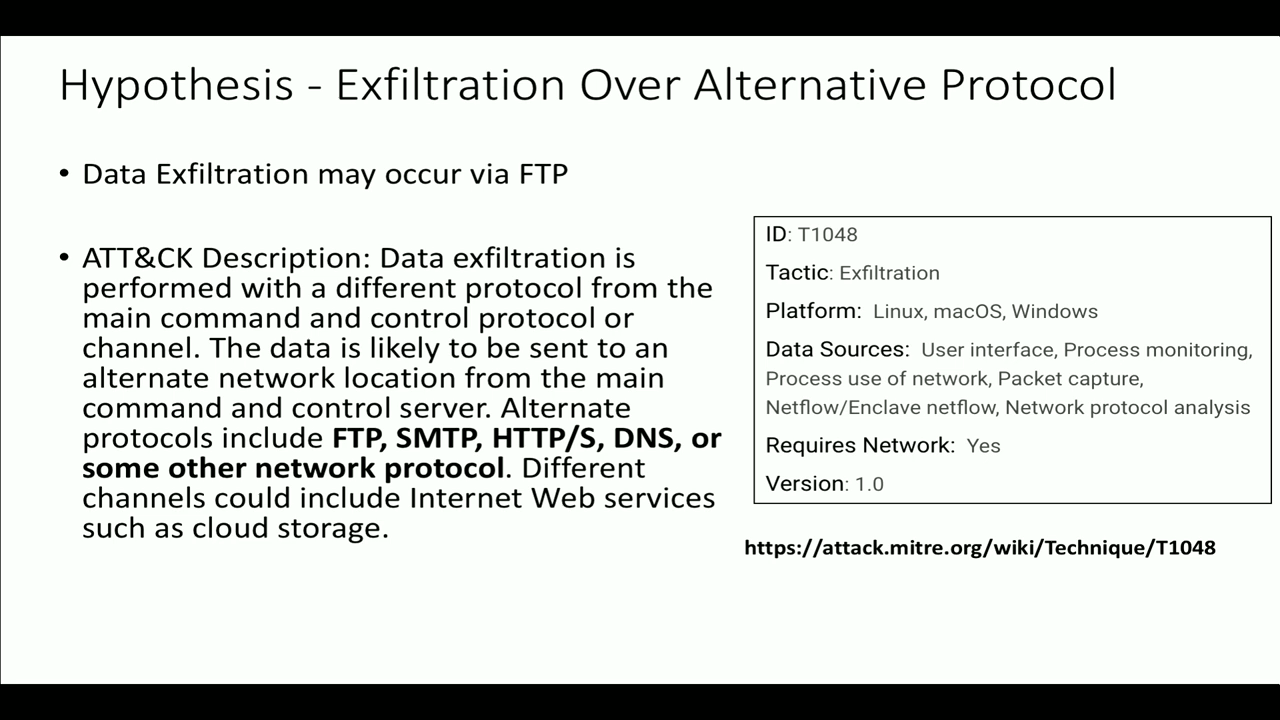 Hypothesis - Exfiltration Over Alternative Protocol
• Data Exfiltration may occur via FTP
• ATT&CK Description: Data exfiltration is
performed with a different protocol from the
main command and control protocol or
channel. The data is likely to be sent to an
alternate network location from the main
command and control server. Alternate
protocols include FTP, SMTP, HTTP/S, DNS, or
some other network protocol. Different
channels could include Internet Web services
such as cloud storage.
ID: T1048
Tactic: Exfiltration
Platform: Linux, macOS, Windows
Data Sources: User interface, Process monitoring,
Process use of network, Packet capture,
Netflow/Enclave netflow, Network protocol analysis
Requires Network: Yes
Version: 1.0
https://attack.mitre.org/wiki/Technique/T1048